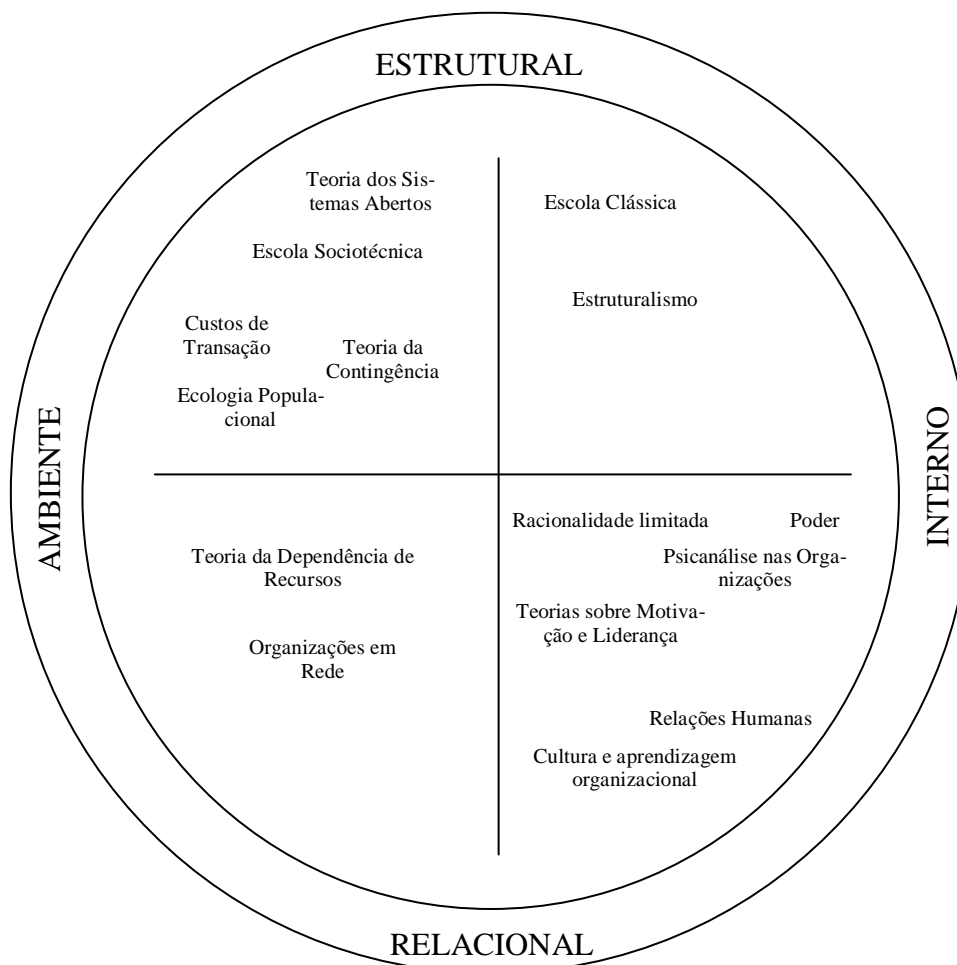 ESTRUTURAL
Teoria dos Sis-
temas Abertos
Escola Clássica
Escola Sociotécnica
Estruturalismo
Custos de
Transação
Teoria da
Contingência
Ecologia Popula-
cional
AMBIENTE
INTERNO
Racionalidade limitada
Poder
Teoria da Dependência de
Recursos
Psicanálise nas Orga-
nizações
Teorias sobre Motiva-
ção e Liderança
Organizações em
Rede
Relações Humanas
Cultura e aprendizagem
organizacional
RELACIONAL